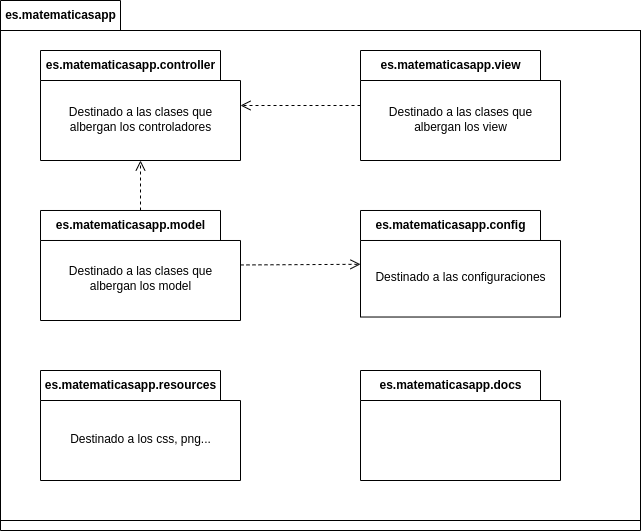 es.matematicasapp
es.matematicasapp.controller
Destinado a las clases que
albergan los controladores
es.matematicasapp.view
Destinado a las clases que
albergan los view
es.matematicasapp.model
Destinado a las clases que
albergan los model
es.matematicasapp.config
Destinado a las configuraciones
es.matematicasapp.resources
Destinado a los css, png...
es.matematicasapp.docs